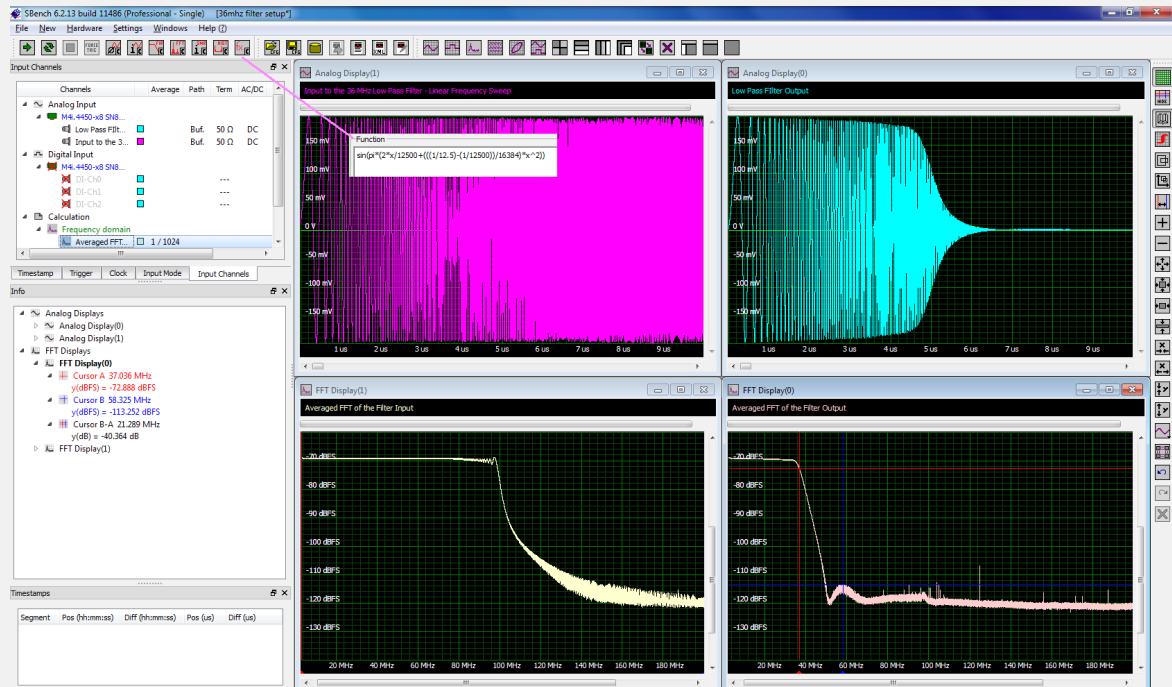 SBench 6.2.13 build 11486 (Professional - Single) [36mhz filter setup*]
File New Hardware Settings Windows Help (?)
Input Channels
Channels Average Path Term AC/DC
Analog Input
M4i.4450-x8 SN8...
Low Pass FIlt... Buf. 50 Ω DC
Input to the 3... Buf. 50 Ω DC
Digital Input
M4i.4450-x8 SN8...
DI-Ch0 ---
DI-Ch1 ---
DI-Ch2 ---
Calculation
Frequency domain
Averaged FFT... 1 / 1024
Timestamp Trigger Clock Input Mode Input Channels
Info
Analog Displays
Analog Display(0)
Analog Display(1)
FFT Displays
FFT Display(0)
Cursor A 37.036 MHz
y(dBFS) = -72.888 dBFS
Cursor B 58.325 MHz
y(dBFS) = -113.252 dBFS
Cursor B-A 21.289 MHz
y(dB) = -40.364 dB
FFT Display(1)
Timestamps
Segment Pos (hh:mm:ss) Diff (hh:mm:ss) Pos (us) Diff (us)
Analog Display(1)
Input to the 36 MHz Low Pass Filter - Linear Frequency Sweep
Function
sin(pi*(2*x/12500+(((1/12.5)-(1/12500))/16384)*x^2))
150 mV
100 mV
50 mV
0 V
-50 mV
-100 mV
-150 mV
1 us 2 us 3 us 4 us 5 us 6 us 7 us 8 us 9 us
Analog Display(0)
Low Pass FIlter Output
150 mV
100 mV
50 mV
0 V
-50 mV
-100 mV
-150 mV
1 us 2 us 3 us 4 us 5 us 6 us 7 us 8 us 9 us
FFT Display(1)
Averaged FFT of the Filter Input
-70 dBFS
-80 dBFS
-90 dBFS
-100 dBFS
-110 dBFS
-120 dBFS
-130 dBFS
20 MHz 40 MHz 60 MHz 80 MHz 100 MHz 120 MHz 140 MHz 160 MHz 180 MHz
FFT Display(0)
Averaged FFT of the Filter Output
-70 dBFS
-80 dBFS
-90 dBFS
-100 dBFS
-110 dBFS
-120 dBFS
-130 dBFS
20 MHz 40 MHz 60 MHz 80 MHz 100 MHz 120 MHz 140 MHz 160 MHz 180 MHz